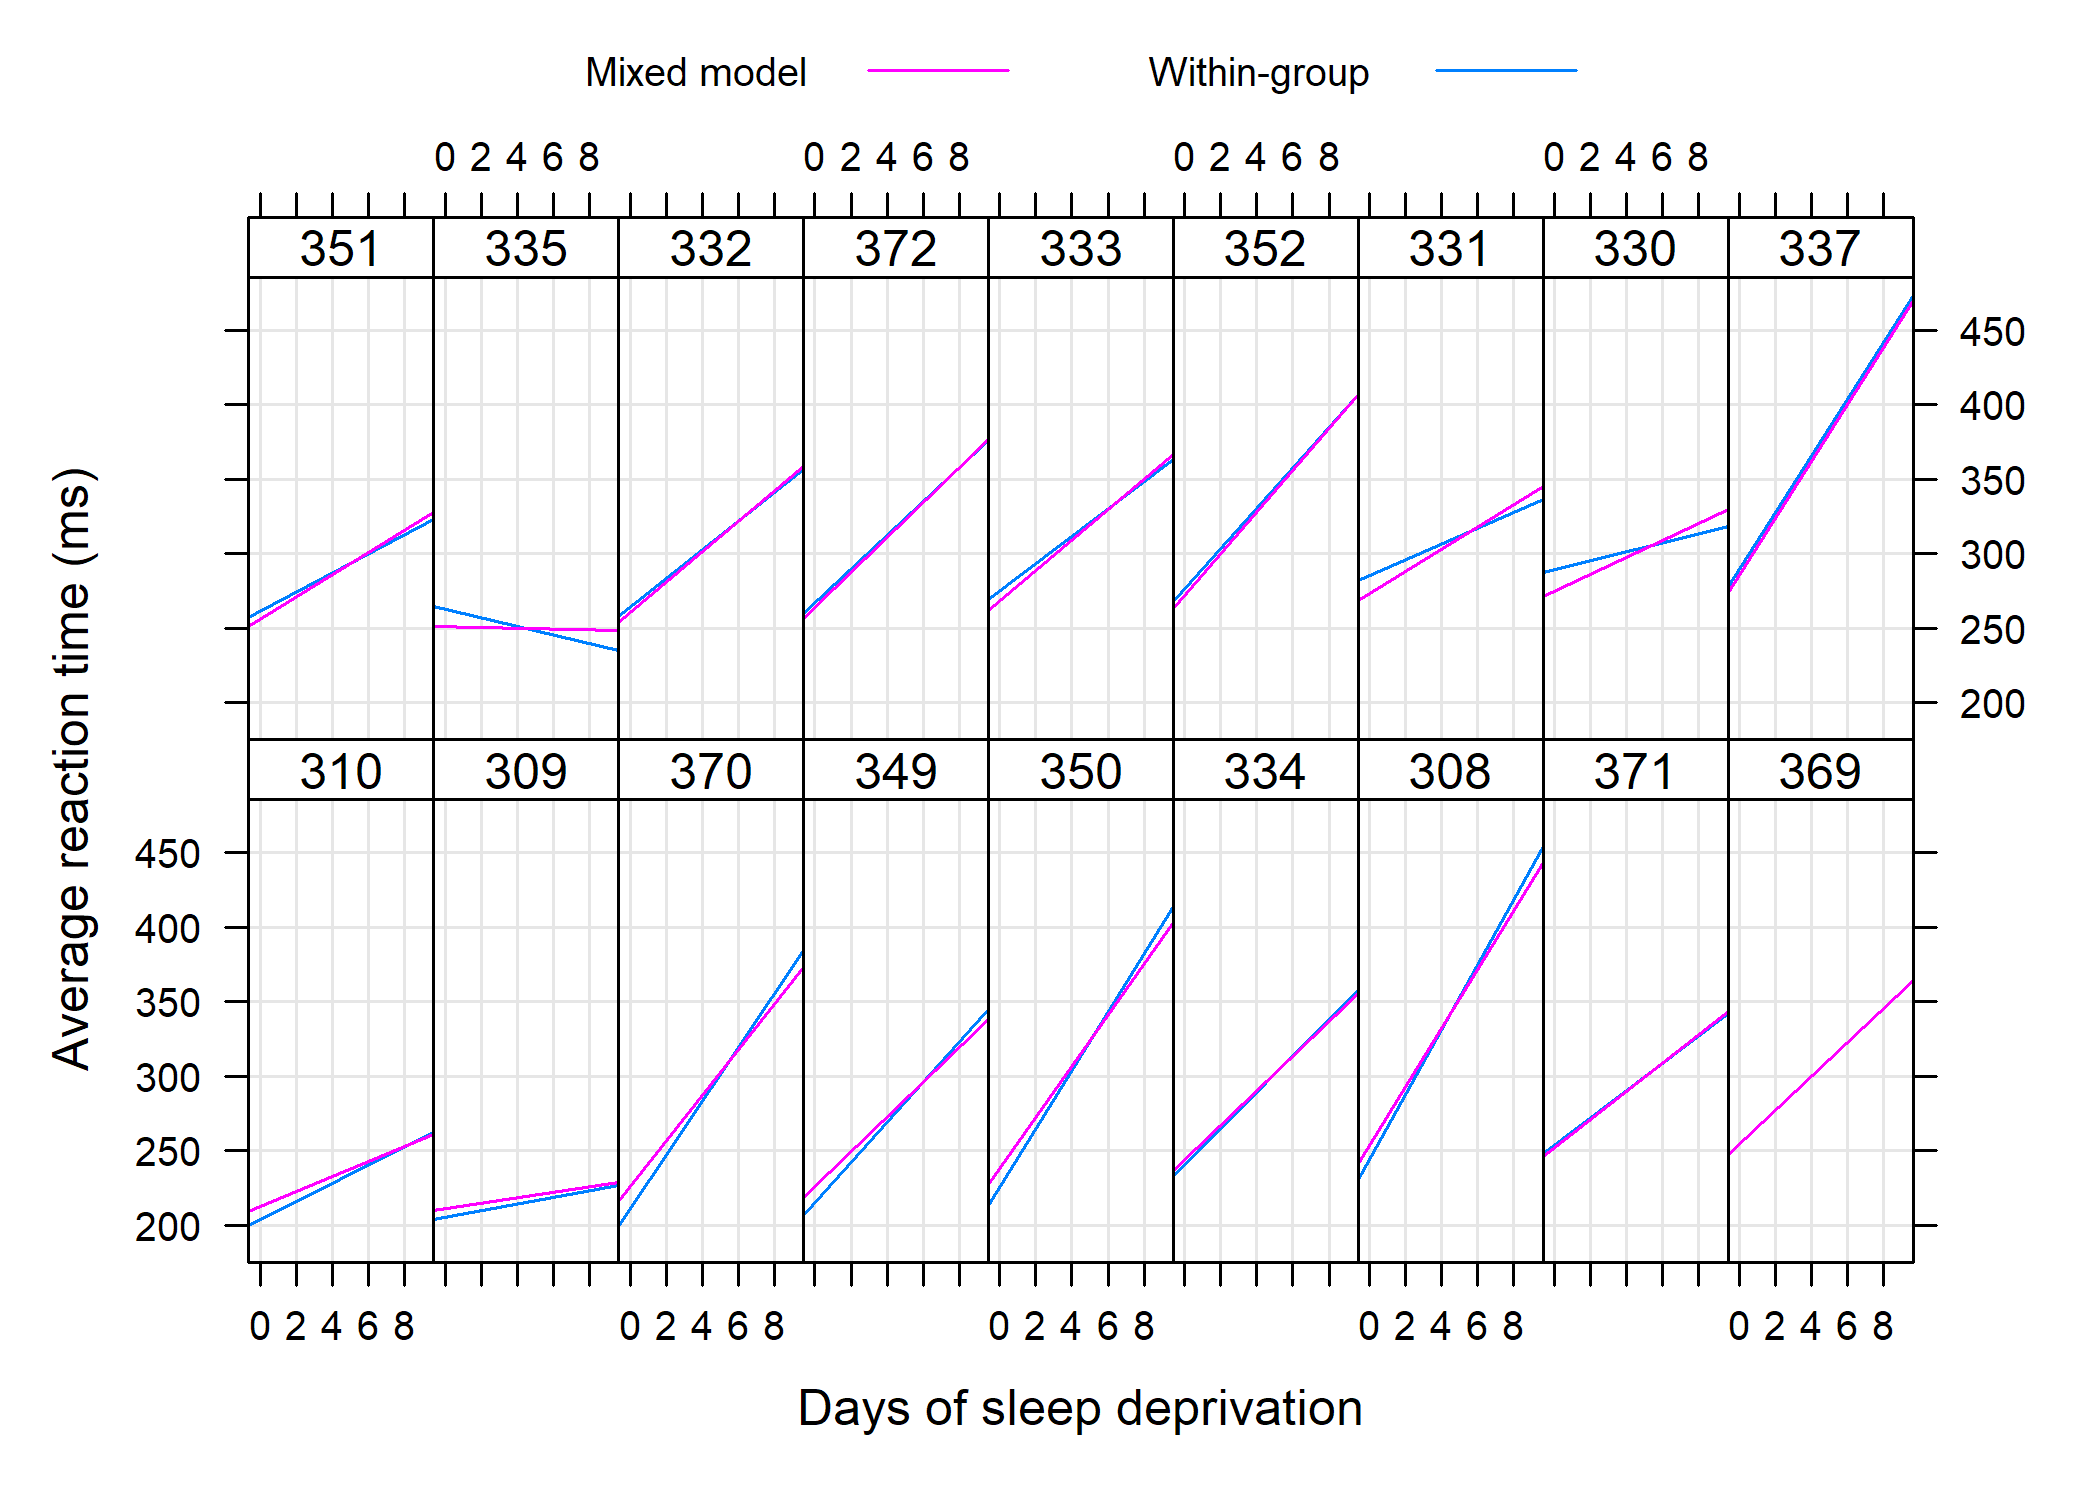 Mixed model Within-group
0 2 4 6 8 0 2 4 6 8 0 2 4 6 8 0 2 4 6 8
351 335 332 372 333 352 331 330 337
450
400
350
300
250
200
Average reaction time (ms)
310 309 370 349 350 334 308 371 369
450
400
350
300
250
200
0 2 4 6 8 0 2 4 6 8 0 2 4 6 8 0 2 4 6 8 0 2 4 6 8
Days of sleep deprivation